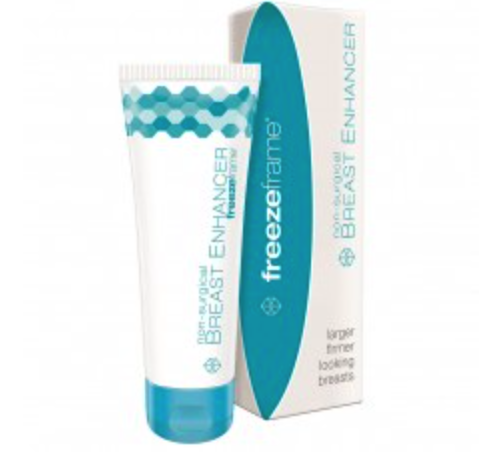 non-surgical
BREAST ENHANCER
freezeframe
freezeframe®
non-surgical
BREAST ENHANCER
larger
firmer
looking
breasts